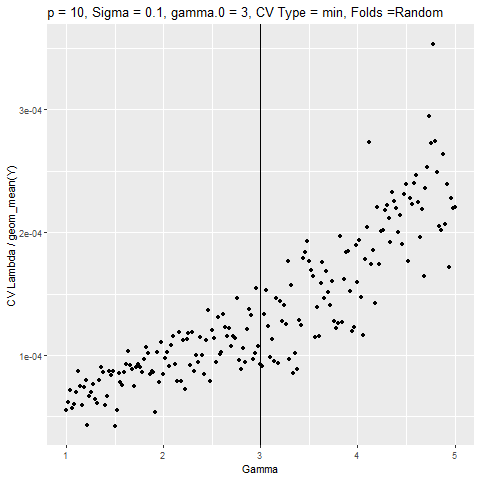 p = 10, Sigma = 0.1, gamma.0 = 3, CV Type = min, Folds =Random
CV Lambda / geom_mean(Y)
3e-04
2e-04
1e-04
1 2 3 4 5
Gamma